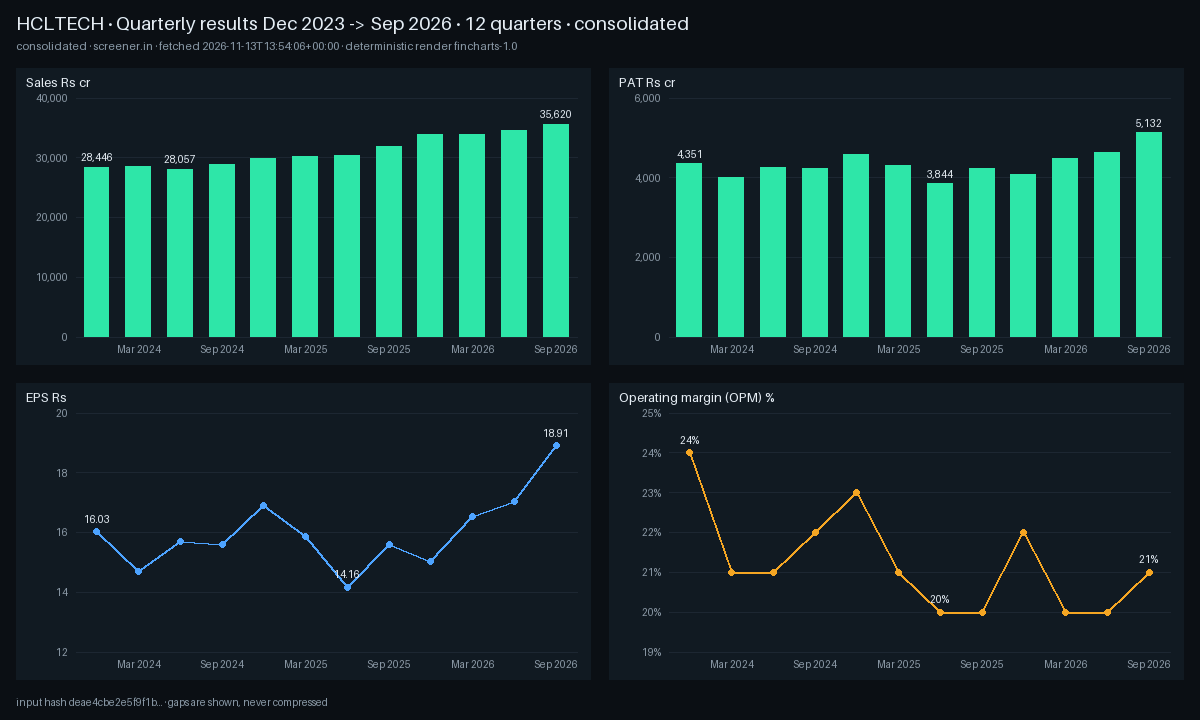 HCLTECH · Quarterly results Dec 2023 -> Sep 2026 · 12 quarters · consolidated
consolidated · screener.in · fetched 2026-11-13T13:54:06+00:00 · deterministic render fincharts-1.0
Sales Rs cr
40,000
30,000
20,000
10,000
0
28,446
28,057
35,620
Mar 2024
Sep 2024
Mar 2025
Sep 2025
Mar 2026
Sep 2026
PAT Rs cr
6,000
4,000
2,000
0
4,351
3,844
5,132
Mar 2024
Sep 2024
Mar 2025
Sep 2025
Mar 2026
Sep 2026
EPS Rs
20
18
16
14
12
16.03
14.16
18.91
Mar 2024
Sep 2024
Mar 2025
Sep 2025
Mar 2026
Sep 2026
Operating margin (OPM) %
25%
24%
23%
22%
21%
20%
19%
24%
20%
21%
Mar 2024
Sep 2024
Mar 2025
Sep 2025
Mar 2026
Sep 2026
input hash deae4cbe2e5f9f1b… · gaps are shown, never compressed